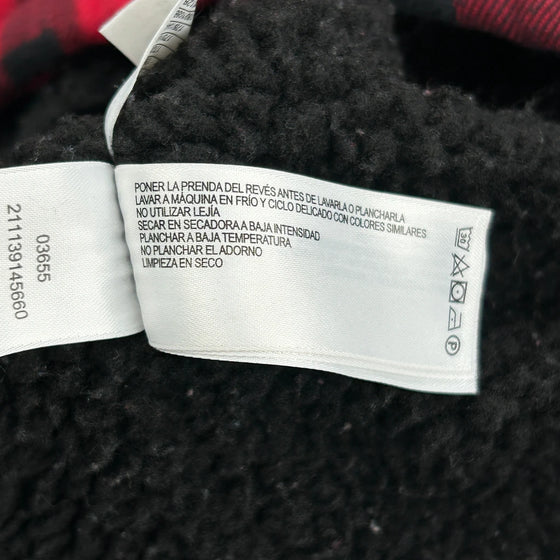 PONER LA PRENDA DEL REVÉS ANTES DE LAVARLA O PLANCHARLA
LAVAR A MÁQUINA EN FRÍO Y CICLO DELICADO CON COLORES SIMILARES
NO UTILIZAR LEJÍA
SECAR EN SECADORA A BAJA INTENSIDAD
PLANCHAR A BAJA TEMPERATURA
NO PLANCHAR EL ADORNO
LIMPIEZA EN SECO
03655
211139145660
30°
P